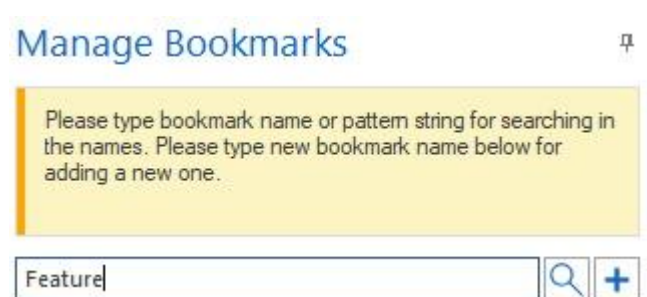 Manage Bookmarks
Please type bookmark name or pattern string for searching in
the names. Please type new bookmark name below for
adding a new one.
Feature